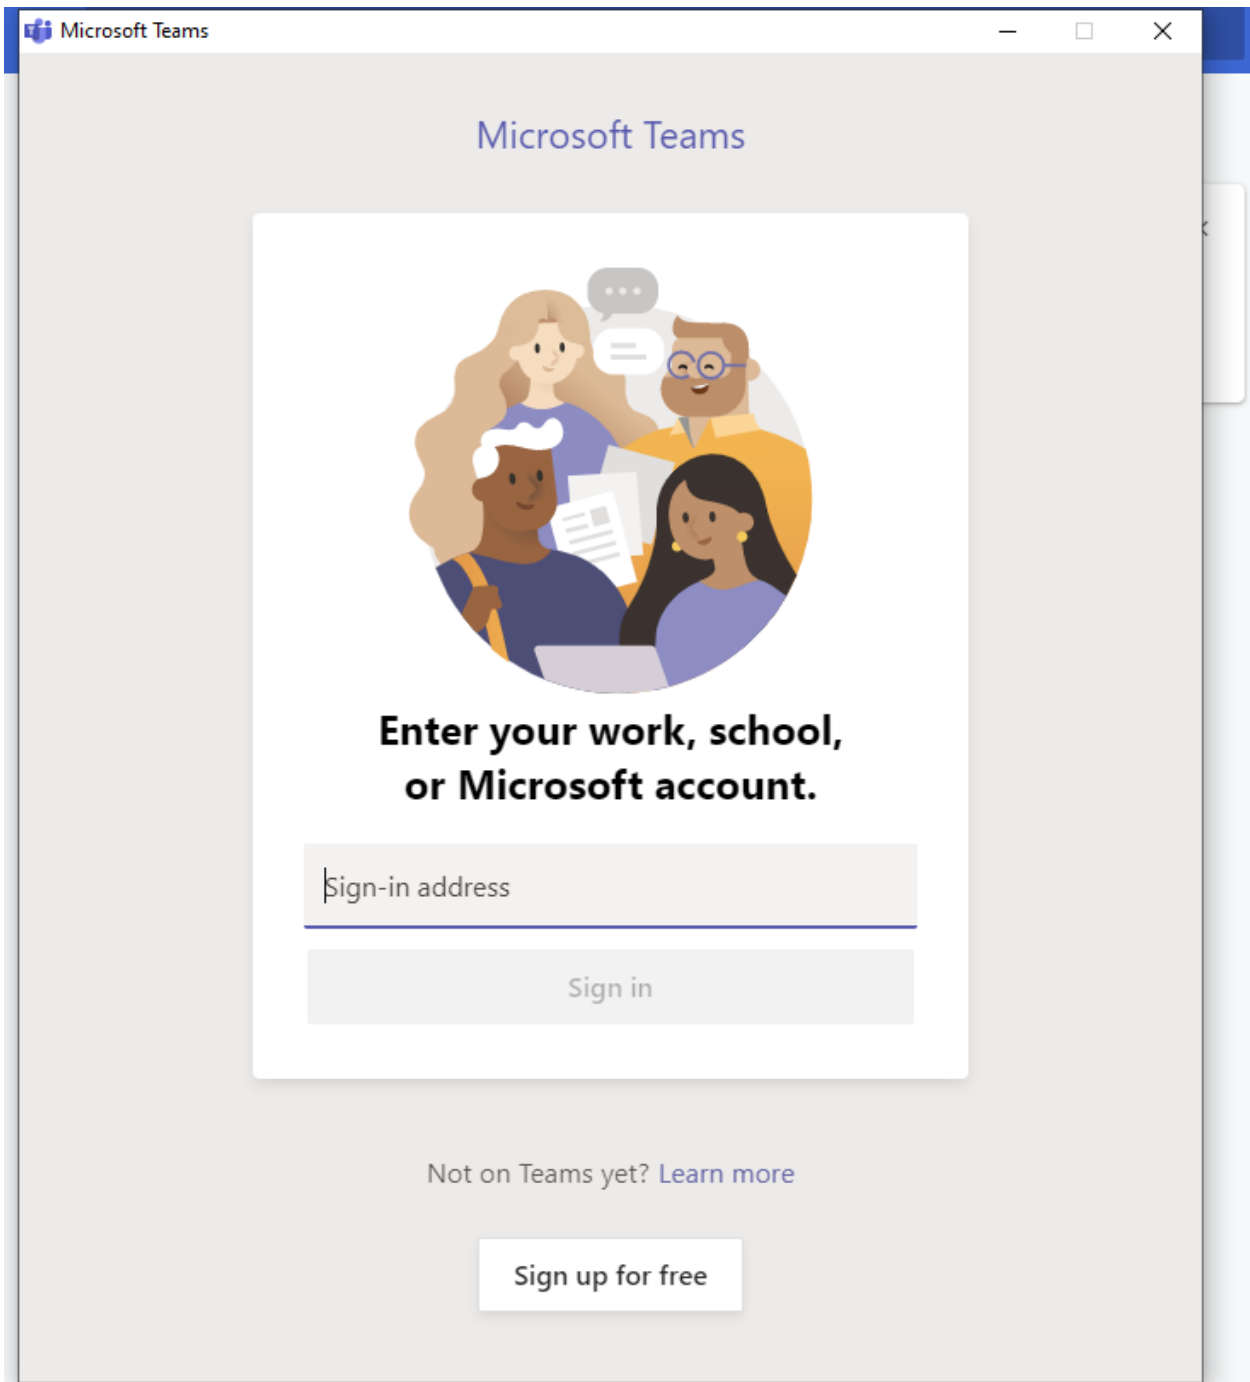 Microsoft Teams
Microsoft Teams
Enter your work, school,
or Microsoft account.
Sign-in address
Sign in
Not on Teams yet? Learn more
Sign up for free